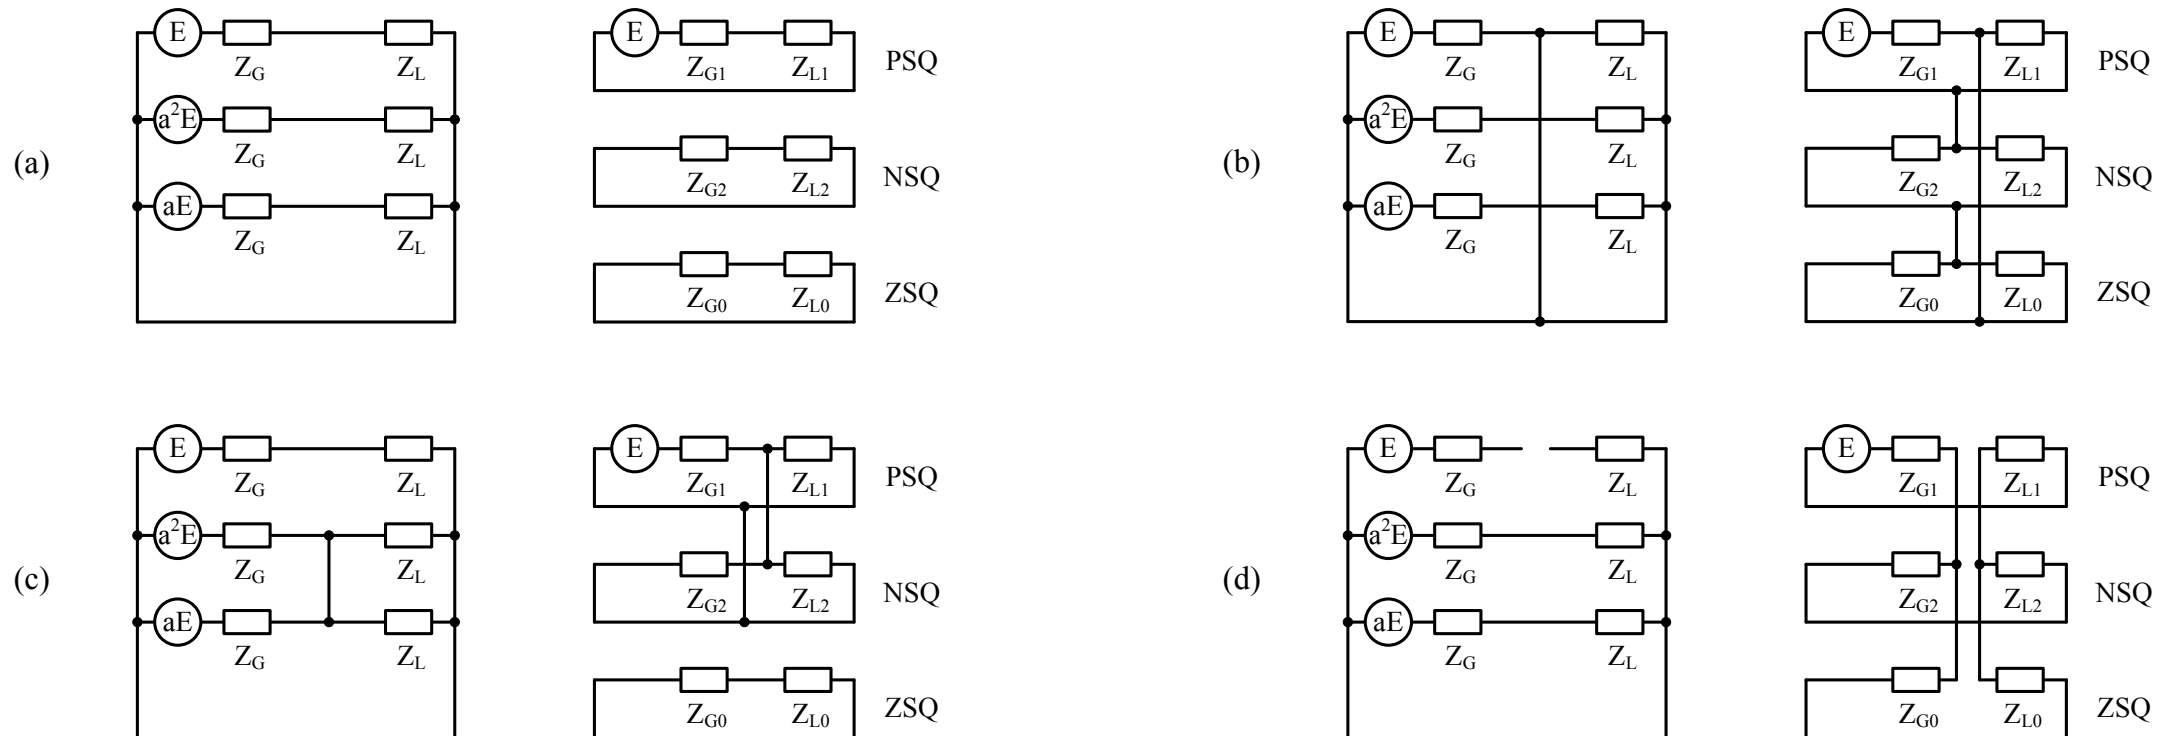 (a)
E
Z_G Z_L
a²E
Z_G Z_L
aE
Z_G Z_L
E
Z_G1 Z_L1 PSQ
Z_G2 Z_L2 NSQ
Z_G0 Z_L0 ZSQ
(b)
E
Z_G Z_L
a²E
Z_G Z_L
aE
Z_G Z_L
E
Z_G1 Z_L1 PSQ
Z_G2 Z_L2 NSQ
Z_G0 Z_L0 ZSQ
(c)
E
Z_G Z_L
a²E
Z_G Z_L
aE
Z_G Z_L
E
Z_G1 Z_L1 PSQ
Z_G2 Z_L2 NSQ
Z_G0 Z_L0 ZSQ
(d)
E
Z_G Z_L
a²E
Z_G Z_L
aE
Z_G Z_L
E
Z_G1 Z_L1 PSQ
Z_G2 Z_L2 NSQ
Z_G0 Z_L0 ZSQ